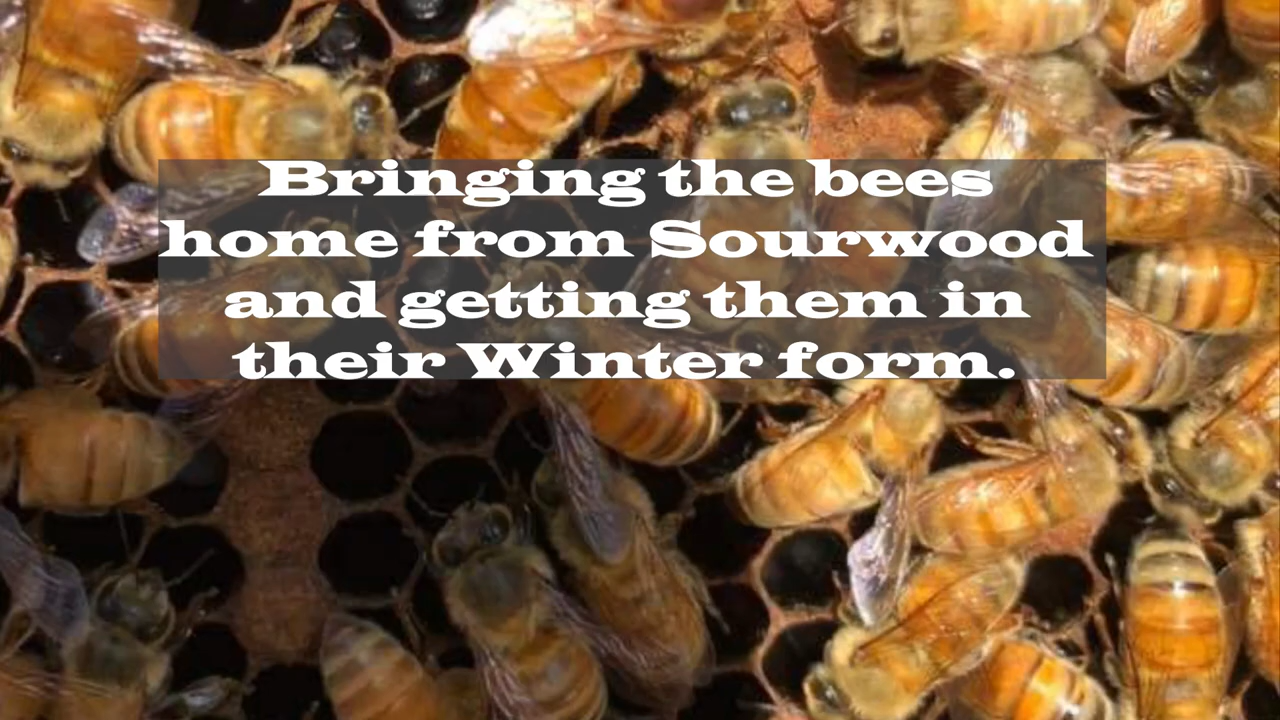 Bringing the bees
home from Sourwood
and getting them in
their Winter form.